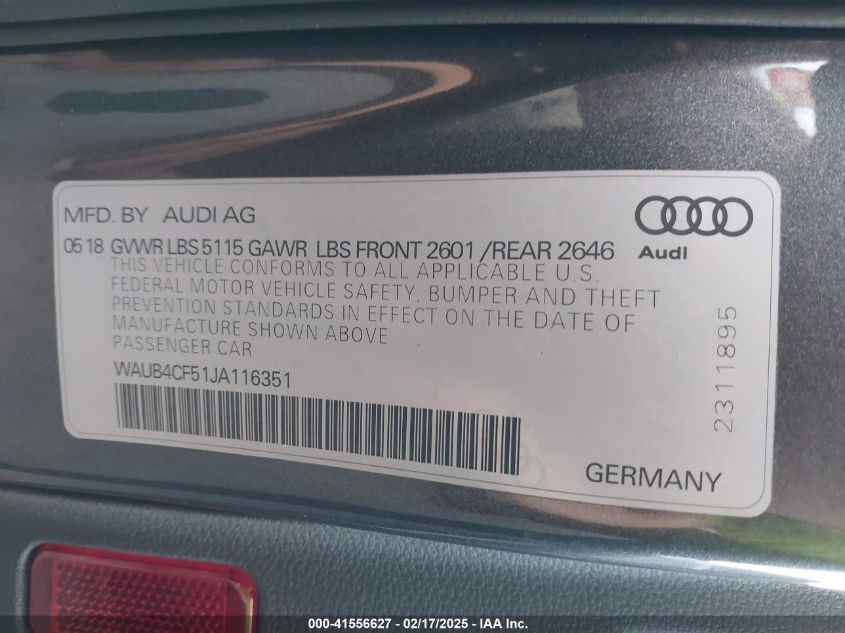 MFD. BY AUDI AG
Audi
05 18 GVWR LBS 5115 GAWR LBS FRONT 2601 /REAR 2646
THIS VEHICLE CONFORMS TO ALL APPLICABLE U.S.
FEDERAL MOTOR VEHICLE SAFETY, BUMPER AND THEFT
PREVENTION STANDARDS IN EFFECT ON THE DATE OF
MANUFACTURE SHOWN ABOVE
PASSENGER CAR
WAUB4CF51JA116351
2311895
GERMANY
000-41556627 - 02/17/2025 - IAA Inc.